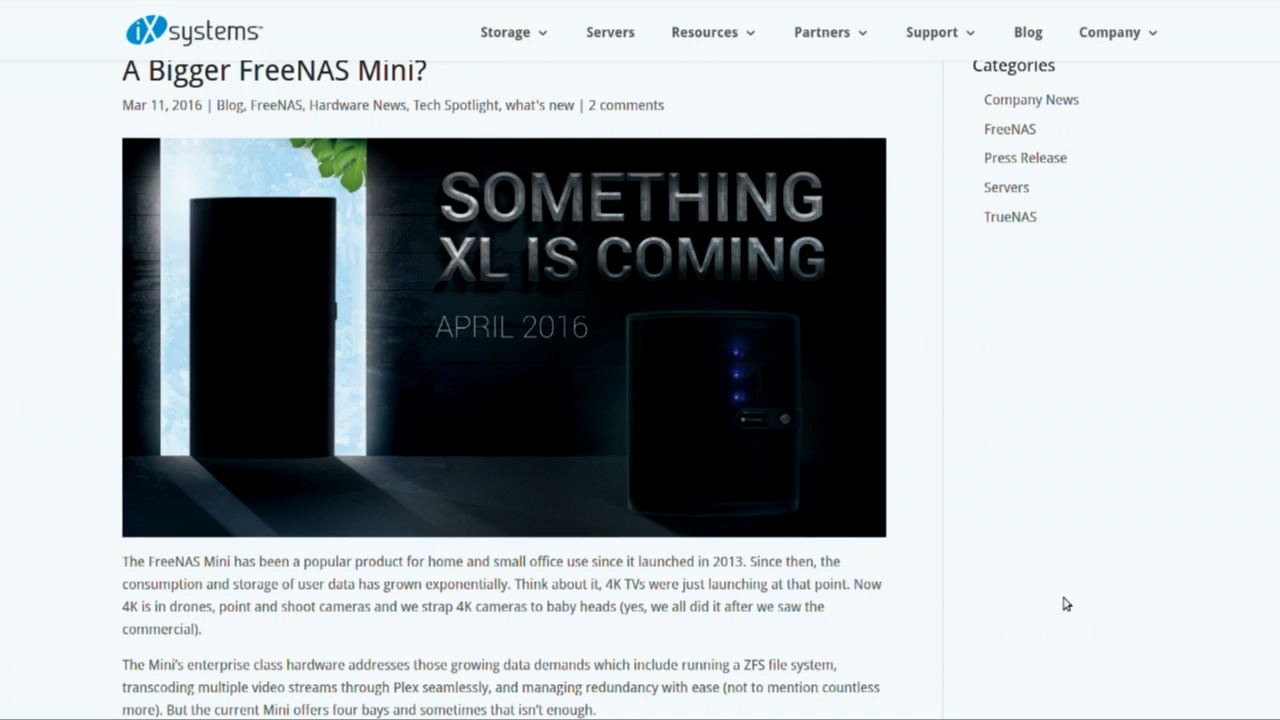 iXsystems™
Storage Servers Resources Partners Support Blog Company
A Bigger FreeNAS Mini?
Mar 11, 2016 | Blog, FreeNAS, Hardware News, Tech Spotlight, what's new | 2 comments
SOMETHING
XL IS COMING
APRIL 2016
The FreeNAS Mini has been a popular product for home and small office use since it launched in 2013. Since then, the
consumption and storage of user data has grown exponentially. Think about it, 4K TVs were just launching at that point. Now
4K is in drones, point and shoot cameras and we strap 4K cameras to baby heads (yes, we all did it after we saw the
commercial).
The Mini’s enterprise class hardware addresses those growing data demands which include running a ZFS file system,
transcoding multiple video streams through Plex seamlessly, and managing redundancy with ease (not to mention countless
more). But the current Mini offers four bays and sometimes that isn’t enough.
Categories
Company News
FreeNAS
Press Release
Servers
TrueNAS